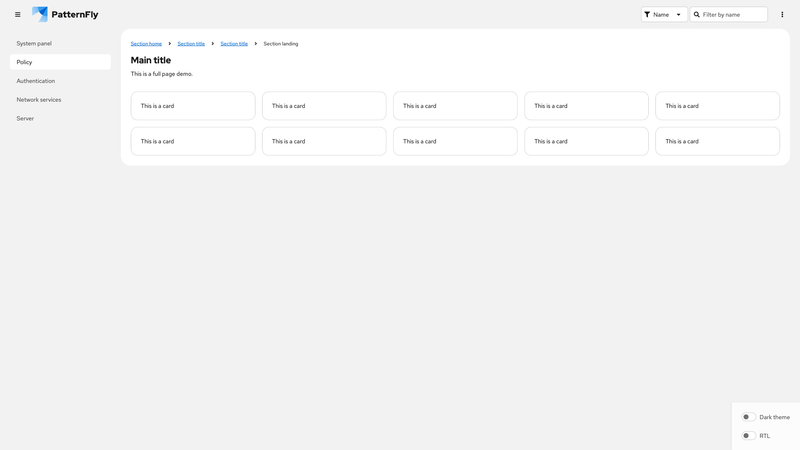 PatternFly
Name
Filter by name
System panel
Policy
Authentication
Network services
Server
Section home
Section title
Section title
Section landing
Main title
This is a full page demo.
This is a card
This is a card
This is a card
This is a card
This is a card
This is a card
This is a card
This is a card
This is a card
This is a card
Dark theme
RTL